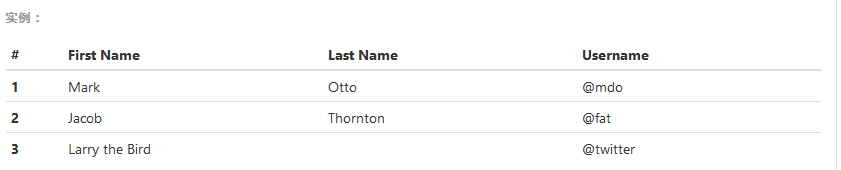 实例：
# First Name Last Name Username
1 Mark Otto @mdo
2 Jacob Thornton @fat
3 Larry the Bird @twitter